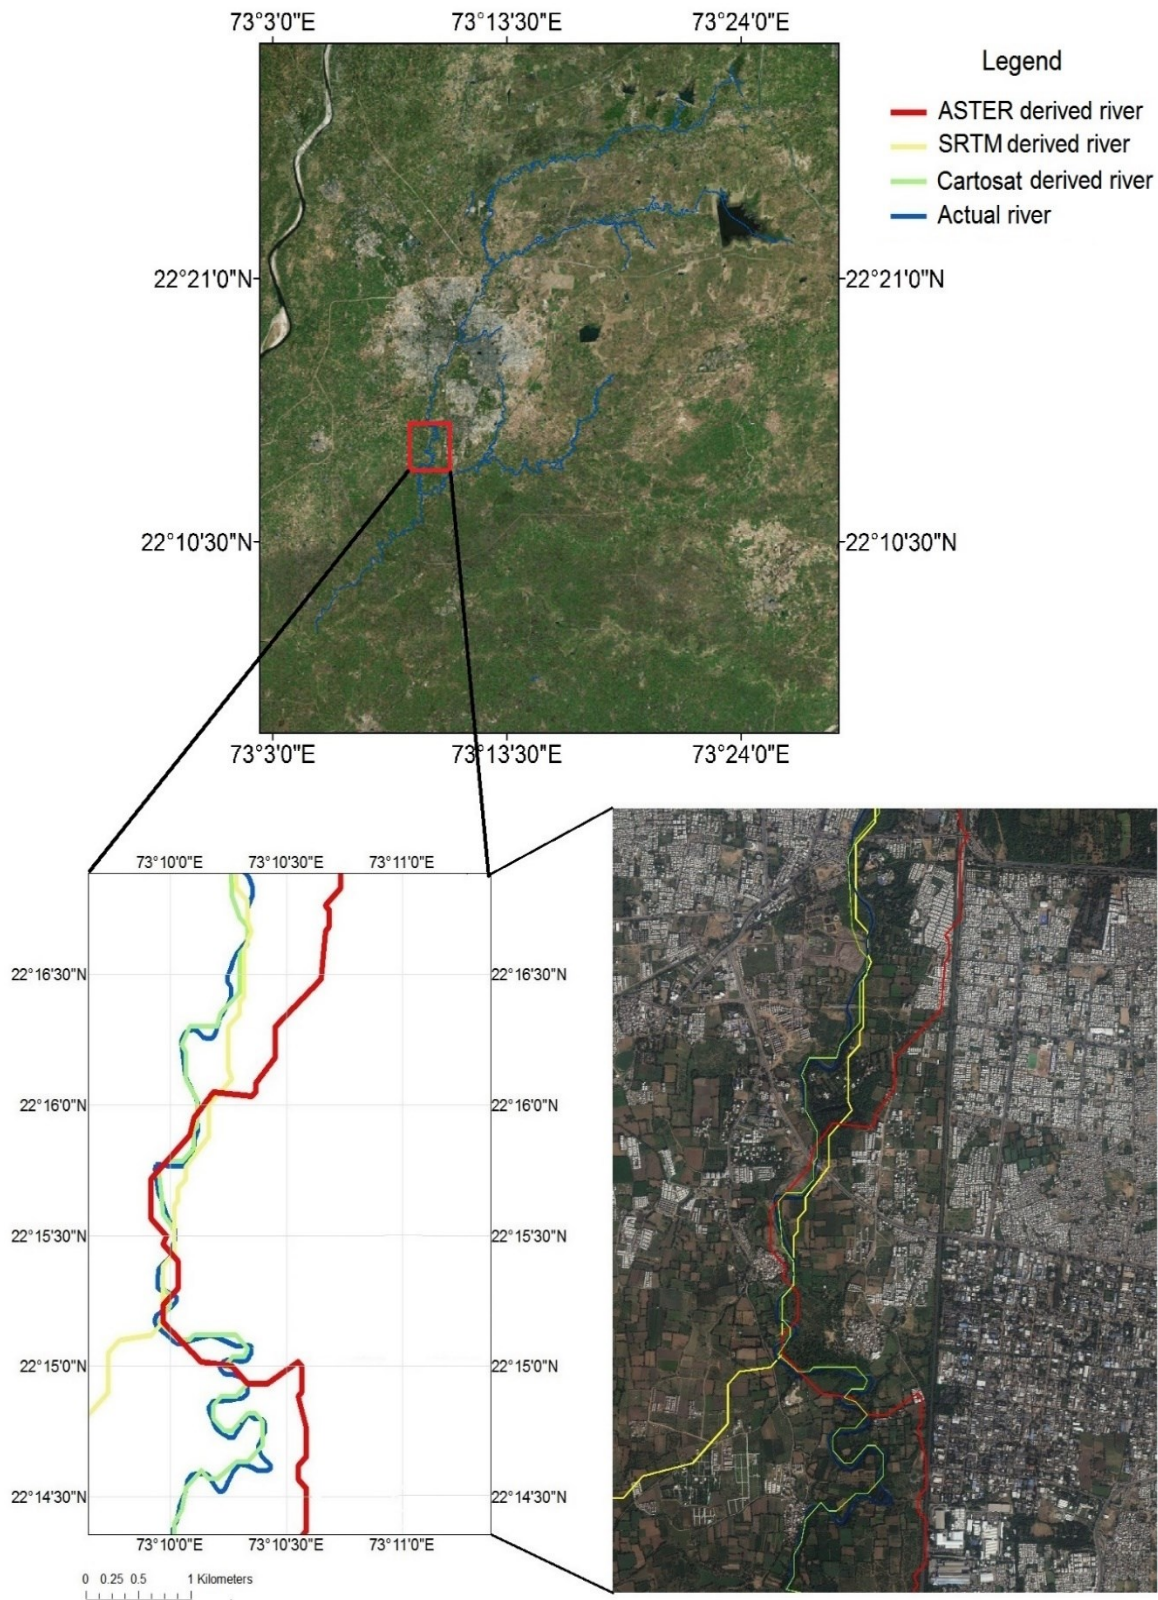 73°3'0"E 73°13'30"E 73°24'0"E
Legend
ASTER derived river
SRTM derived river
Cartosat derived river
Actual river
22°21'0"N 22°21'0"N
22°10'30"N 22°10'30"N
73°3'0"E 73°13'30"E 73°24'0"E
73°10'0"E 73°10'30"E 73°11'0"E
22°16'30"N 22°16'30"N
22°16'0"N 22°16'0"N
22°15'30"N 22°15'30"N
22°15'0"N 22°15'0"N
22°14'30"N 22°14'30"N
73°10'0"E 73°10'30"E 73°11'0"E
0 0.25 0.5 1 Kilometers